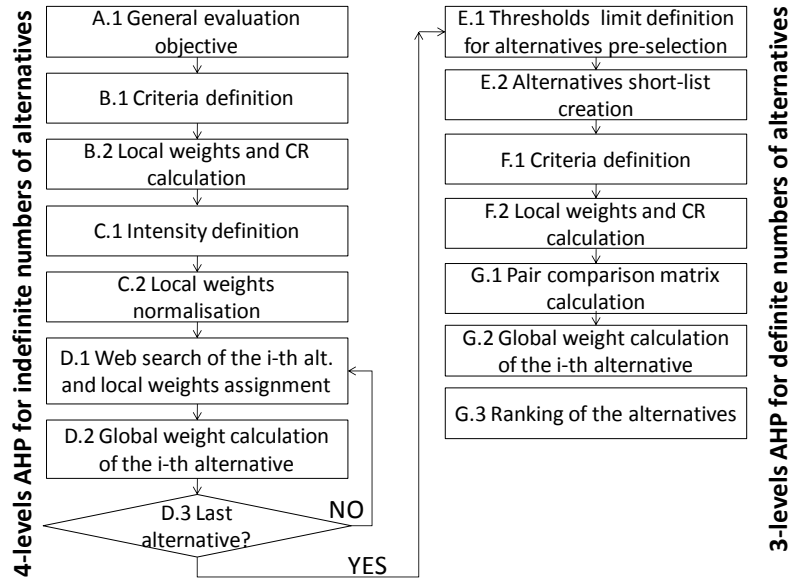 4-levels AHP for indefinite numbers of alternatives
A.1 General evaluation
objective
B.1 Criteria definition
B.2 Local weights and CR
calculation
C.1 Intensity definition
C.2 Local weights
normalisation
D.1 Web search of the i-th alt.
and local weights assignment
D.2 Global weight calculation
of the i-th alternative
D.3 Last
alternative?
NO
YES
E.1 Thresholds limit definition
for alternatives pre-selection
E.2 Alternatives short-list
creation
F.1 Criteria definition
F.2 Local weights and CR
calculation
G.1 Pair comparison matrix
calculation
G.2 Global weight calculation
of the i-th alternative
G.3 Ranking of the alternatives
3-levels AHP for definite numbers of alternatives